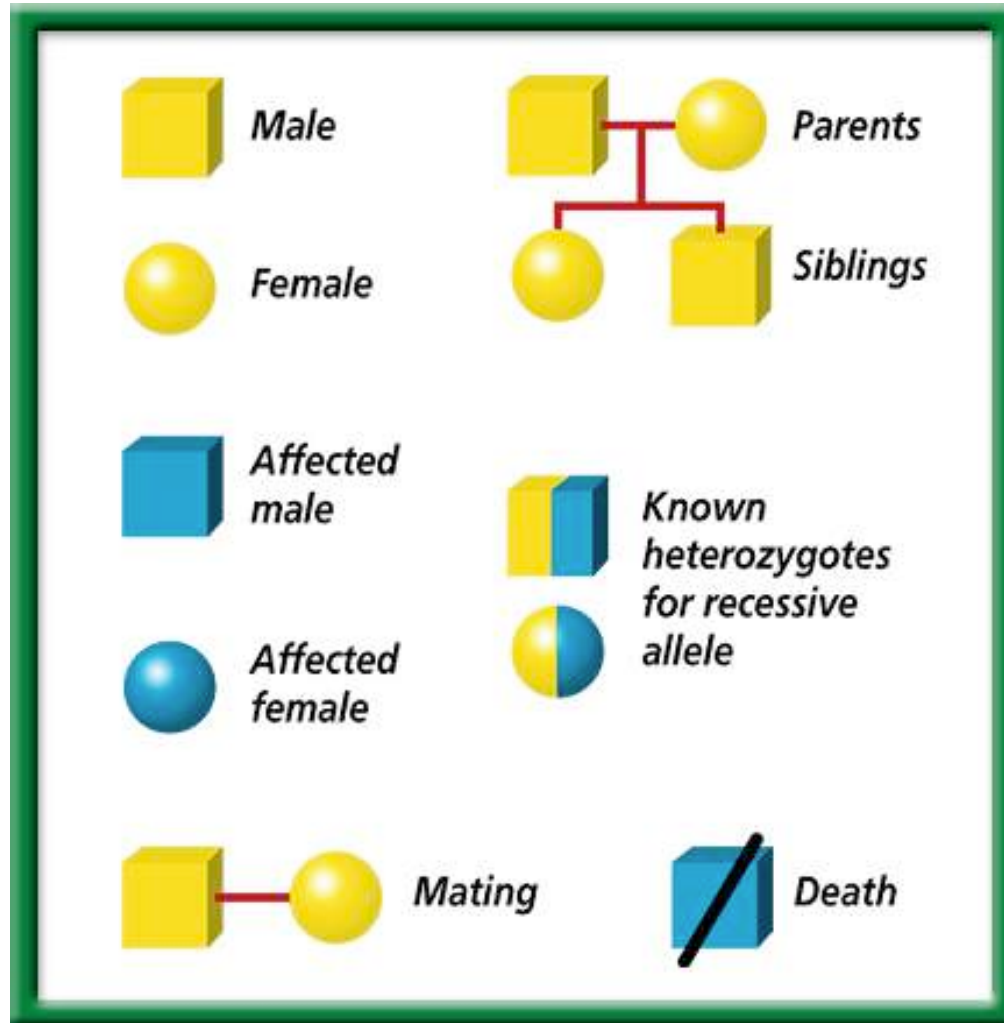 Male
Parents
Female
Siblings
Affected
male
Known
heterozygotes
for recessive
allele
Affected
female
Mating
Death